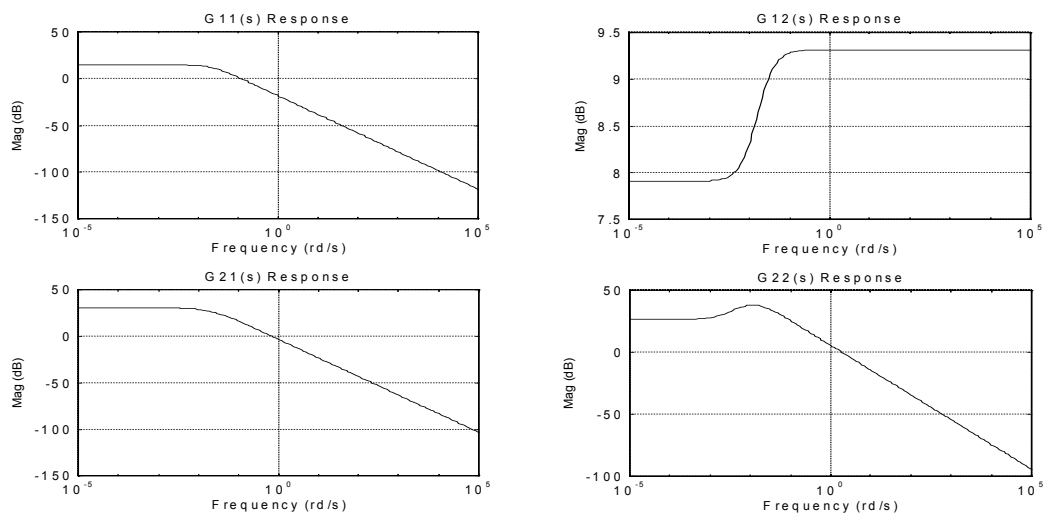 G11(s) Response
50
0
-50
-100
-150
Mag (dB)
10^-5
10^0
10^5
Frequency (rd/s)
G12(s) Response
9.5
9
8.5
8
7.5
Mag (dB)
10^-5
10^0
10^5
Frequency (rd/s)
G21(s) Response
50
0
-50
-100
-150
Mag (dB)
10^-5
10^0
10^5
Frequency (rd/s)
G22(s) Response
50
0
-50
-100
Mag (dB)
10^-5
10^0
10^5
Frequency (rd/s)